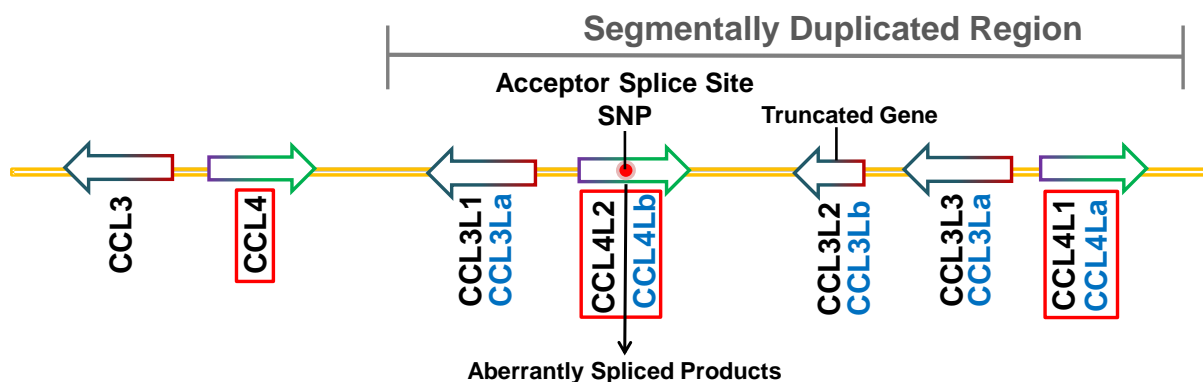 Segmentally Duplicated Region
Acceptor Splice Site
SNP
Truncated Gene
CCL3
CCL4
CCL3L1
CCL3La
CCL4L2
CCL4Lb
CCL3L2
CCL3Lb
CCL3L3
CCL3La
CCL4L1
CCL4La
Aberrantly Spliced Products